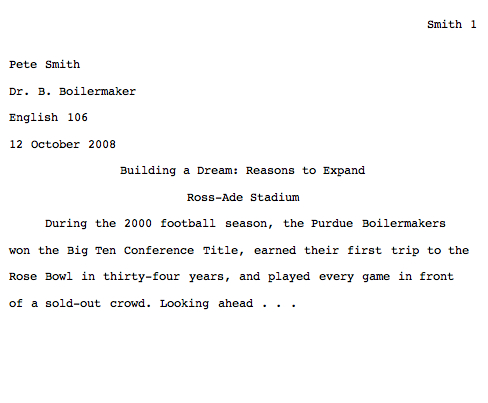 Smith 1
Pete Smith
Dr. B. Boilermaker
English 106
12 October 2008
Building a Dream: Reasons to Expand
Ross-Ade Stadium
During the 2000 football season, the Purdue Boilermakers
won the Big Ten Conference Title, earned their first trip to the
Rose Bowl in thirty-four years, and played every game in front
of a sold-out crowd. Looking ahead . . .